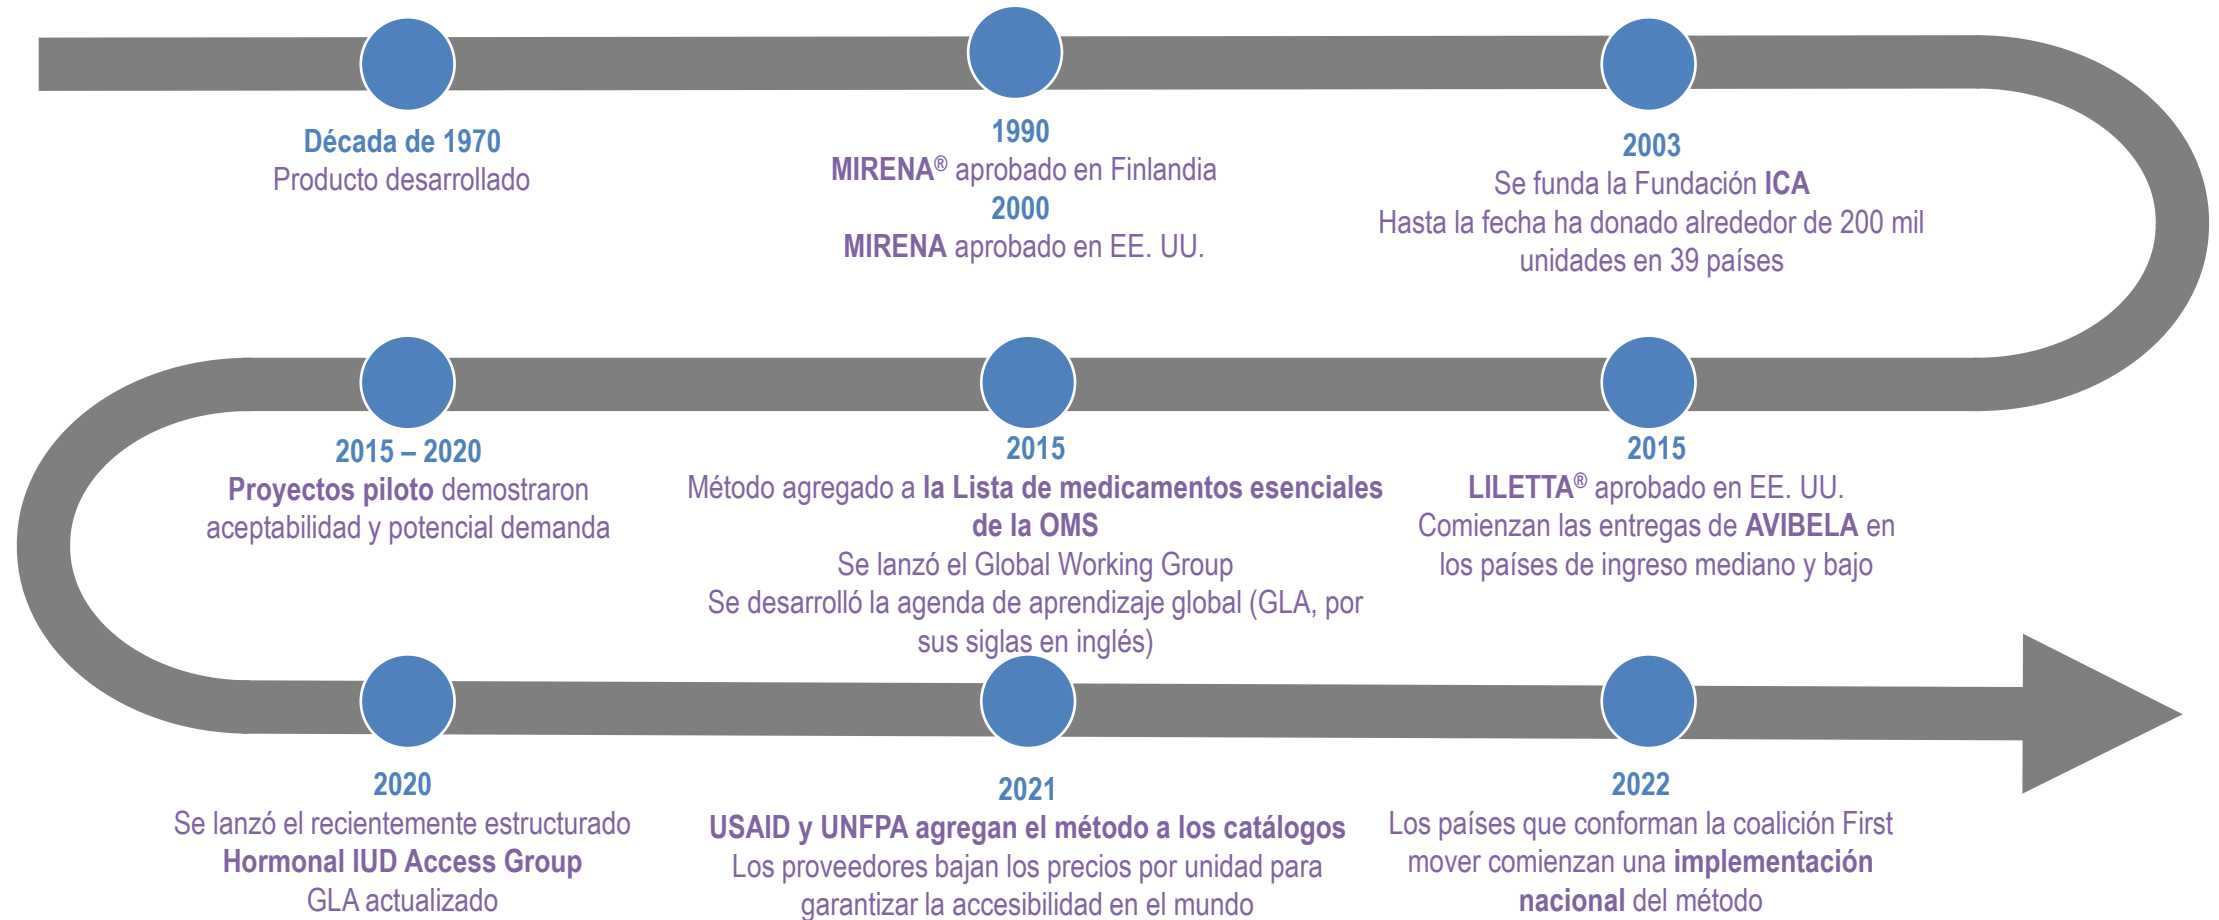 Década de 1970
Producto desarrollado
1990
MIRENA® aprobado en Finlandia
2000
MIRENA aprobado en EE. UU.
2003
Se funda la Fundación ICA
Hasta la fecha ha donado alrededor de 200 mil
unidades en 39 países
2015
LILETTA® aprobado en EE. UU.
Comienzan las entregas de AVIBELA en
los países de ingreso mediano y bajo
2015
Método agregado a la Lista de medicamentos esenciales
de la OMS
Se lanzó el Global Working Group
Se desarrolló la agenda de aprendizaje global (GLA, por
sus siglas en inglés)
2015 – 2020
Proyectos piloto demostraron
aceptabilidad y potencial demanda
2020
Se lanzó el recientemente estructurado
Hormonal IUD Access Group
GLA actualizado
2021
USAID y UNFPA agregan el método a los catálogos
Los proveedores bajan los precios por unidad para
garantizar la accesibilidad en el mundo
2022
Los países que conforman la coalición First
mover comienzan una implementación
nacional del método